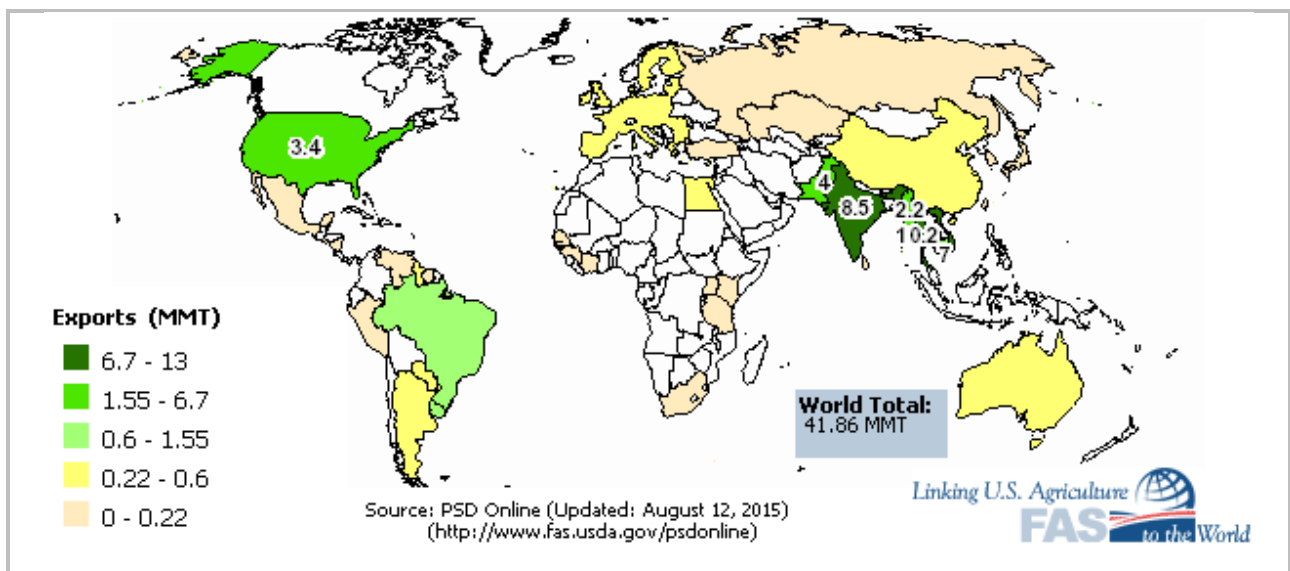 3.4
4
8.5
2.2
10.2
7
Exports (MMT)
6.7 - 13
1.55 - 6.7
0.6 - 1.55
0.22 - 0.6
0 - 0.22
World Total:
41.86 MMT
Source: PSD Online (Updated: August 12, 2015)
(http://www.fas.usda.gov/psdonline)
Linking U.S. Agriculture
FAS
to the World